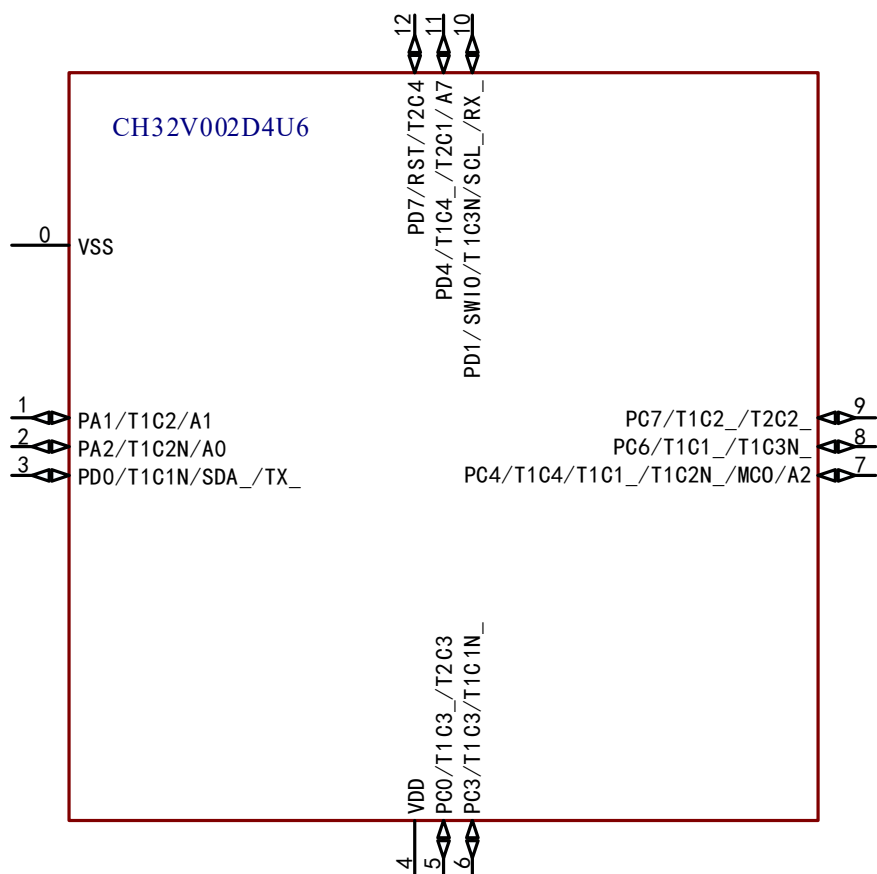 12
11
10
CH32V002D4U6
PD7/RST/T2C4
PD4/T1C4_/T2C1/A7
PD1/SWIO/T1C3N/SCL_/RX_
0
VSS
1
PA1/T1C2/A1
2
PA2/T1C2N/A0
3
PD0/T1C1N/SDA_/TX_
PC7/T1C2_/T2C2_
9
PC6/T1C1_/T1C3N_
8
PC4/T1C4/T1C1_/T1C2N_/MCO/A2
7
VDD
PC0/T1C3_/T2C3
PC3/T1C3/T1C1N_
4
5
6